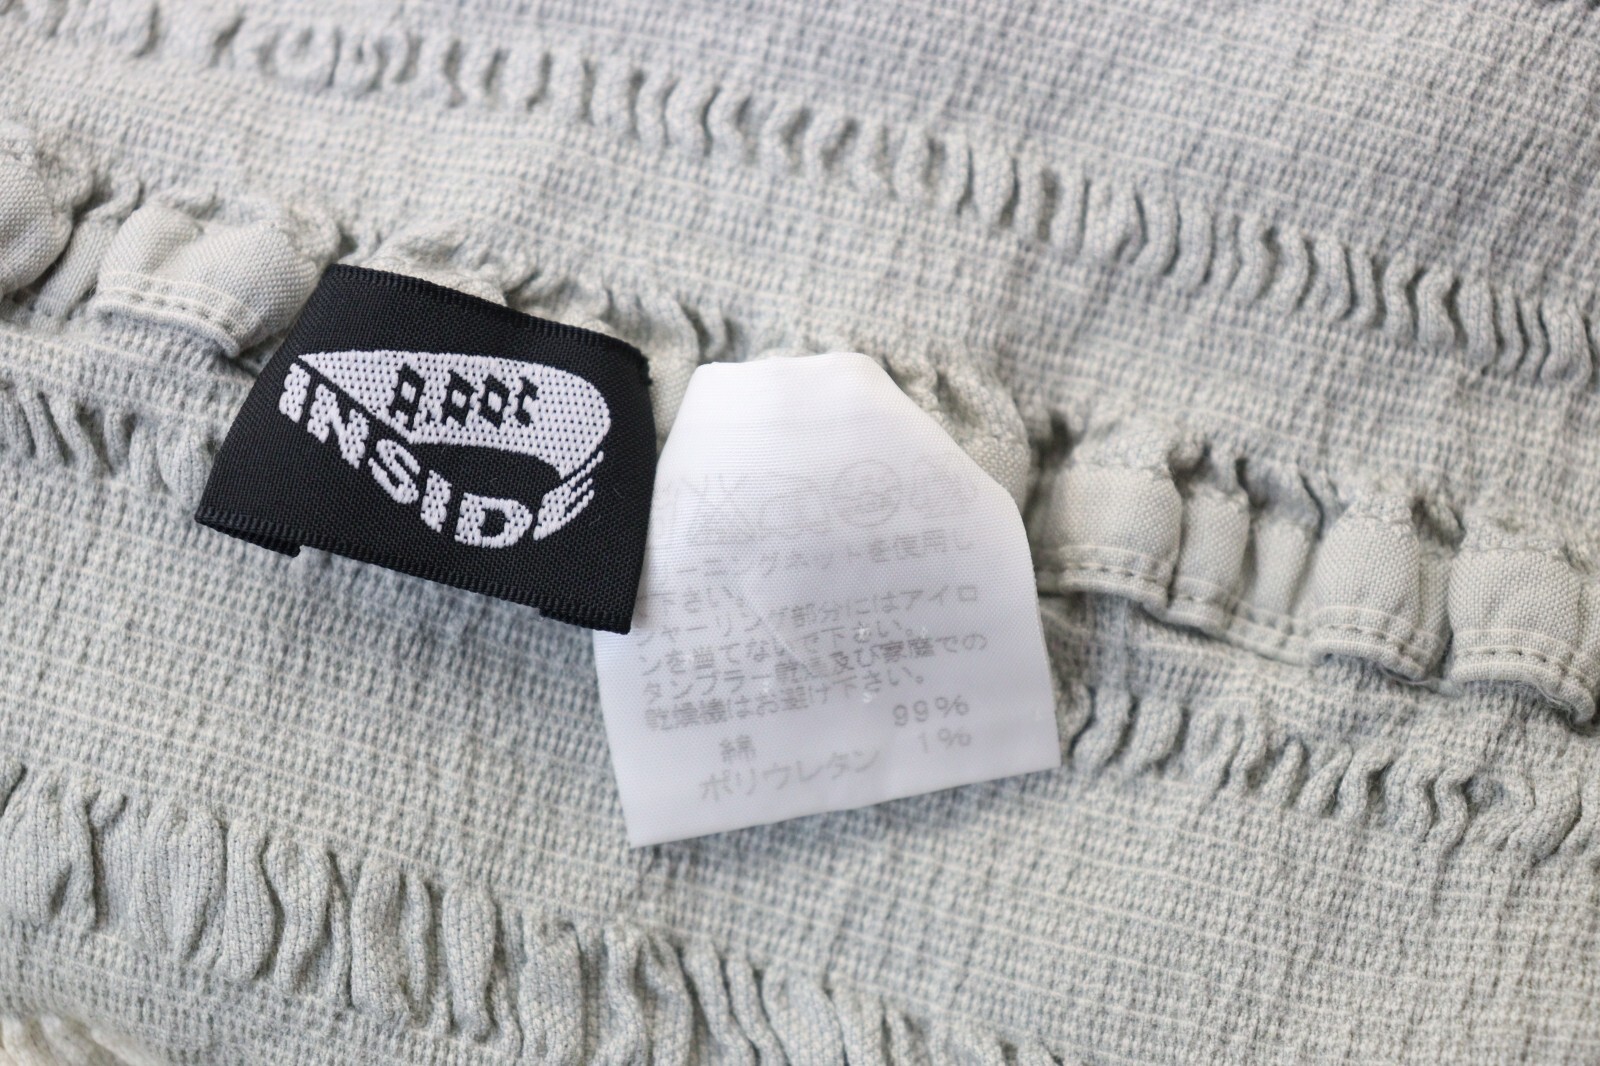 a.poc
INSIDE
ーニングネットを使用し
下さい。
シャーリング部分にはアイロ
ンを当てないで下さい。
タンブラー乾燥及び家庭での
乾燥機はお避け下さい。
綿 99%
ポリウレタン 1%